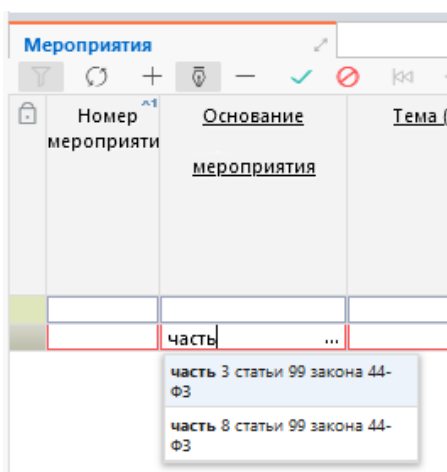 Мероприятия
Номер ^1
мероприяти
Основание
мероприятия
Тема (
часть ...
часть 3 статьи 99 закона 44-
ФЗ
часть 8 статьи 99 закона 44-
ФЗ